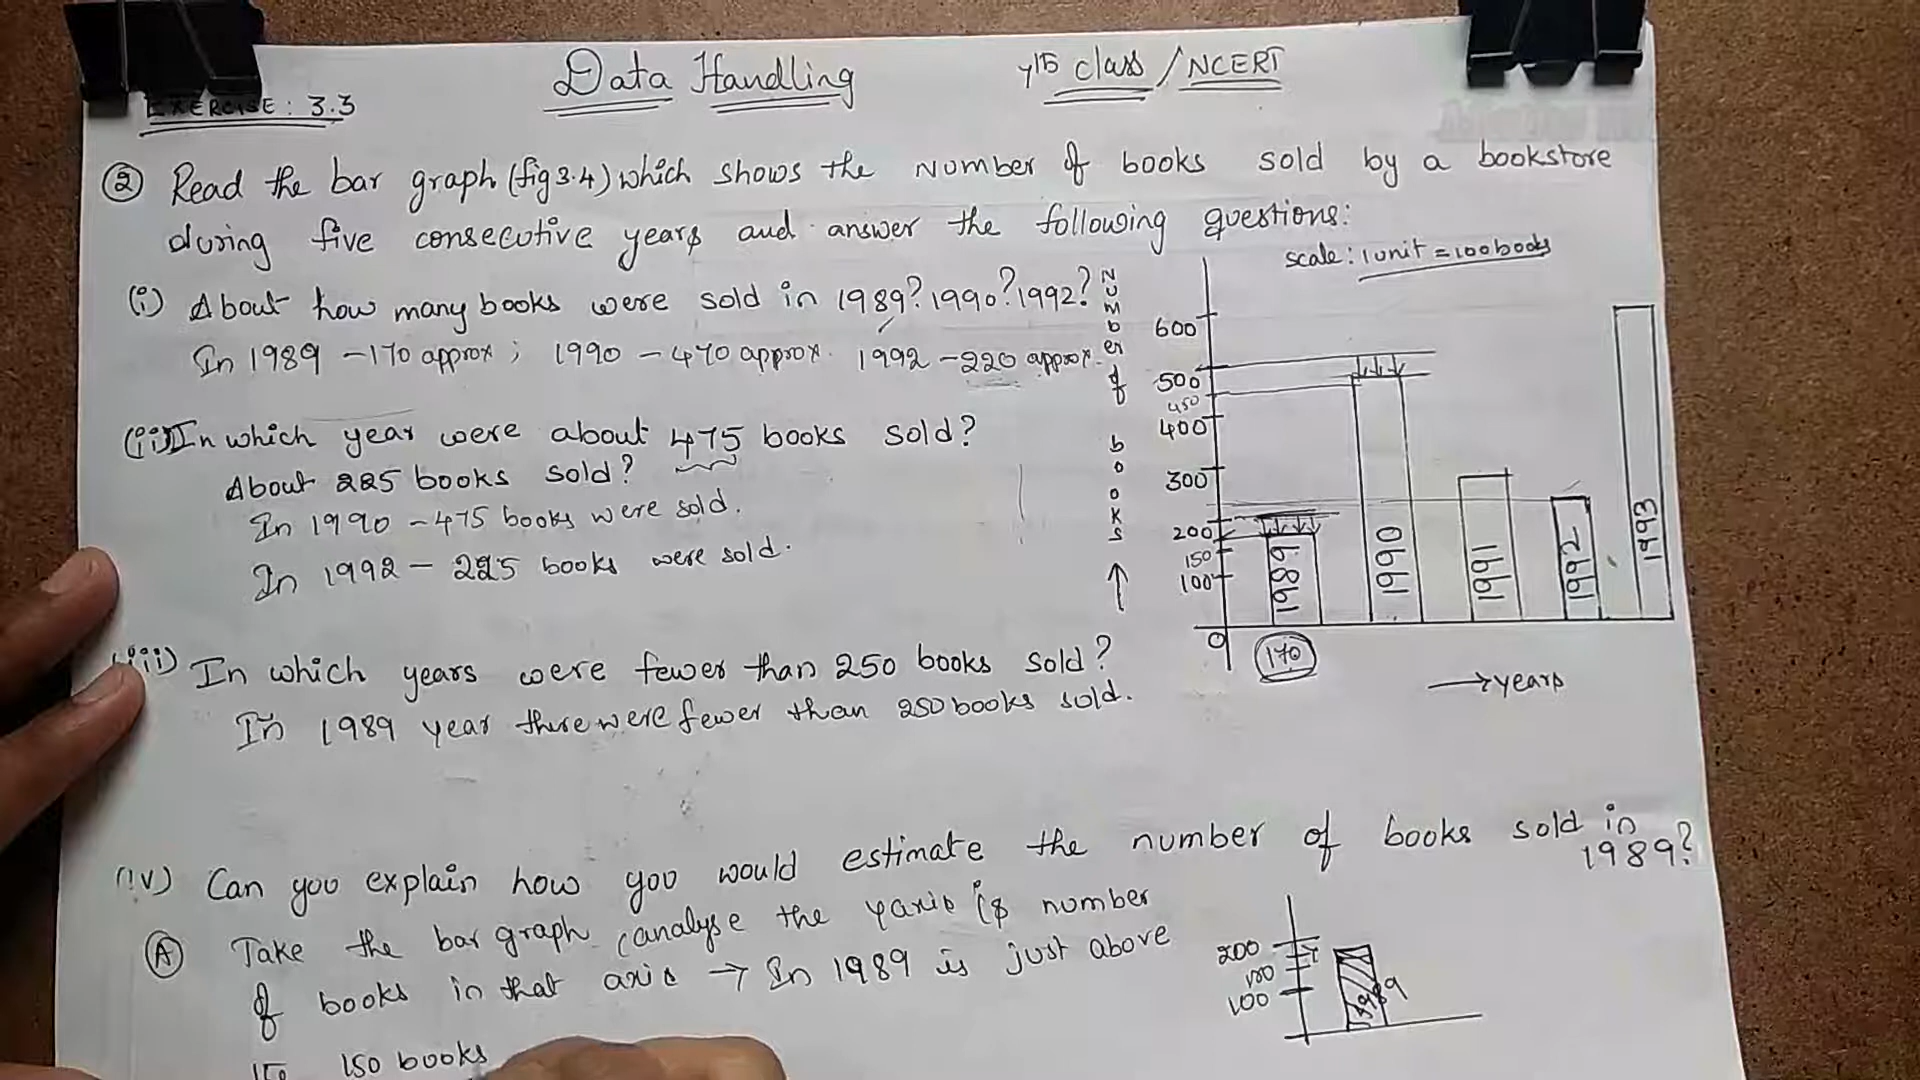 Data Handling
7th class / NCERT
EXERCISE : 3.3
② Read the bar graph (fig 3.4) which shows the Number of books sold by a bookstore
during five consecutive years and answer the following questions:
scale: 1 unit = 100 books
(i) About how many books were sold in 1989? 1990? 1992?
In 1989 - 170 approx ; 1990 - 470 approx. 1992 - 220 approx.
(ii) In which year were about 475 books sold?
About 225 books sold?
In 1990 - 475 books were sold.
In 1992 - 225 books were sold.
(iii) In which years were fewer than 250 books sold?
In 1989 year there were fewer than 250 books sold.
Number of books
600
500
450
400
300
200
150
100
0
1989
1990
1991
1992
1993
170
→ years
(iv) Can you explain how you would estimate the number of books sold in
1989?
(A) Take the bar graph (analyse the yaxis is number
of books in that axis → In 1989 is just above
150 books
200
100
1989